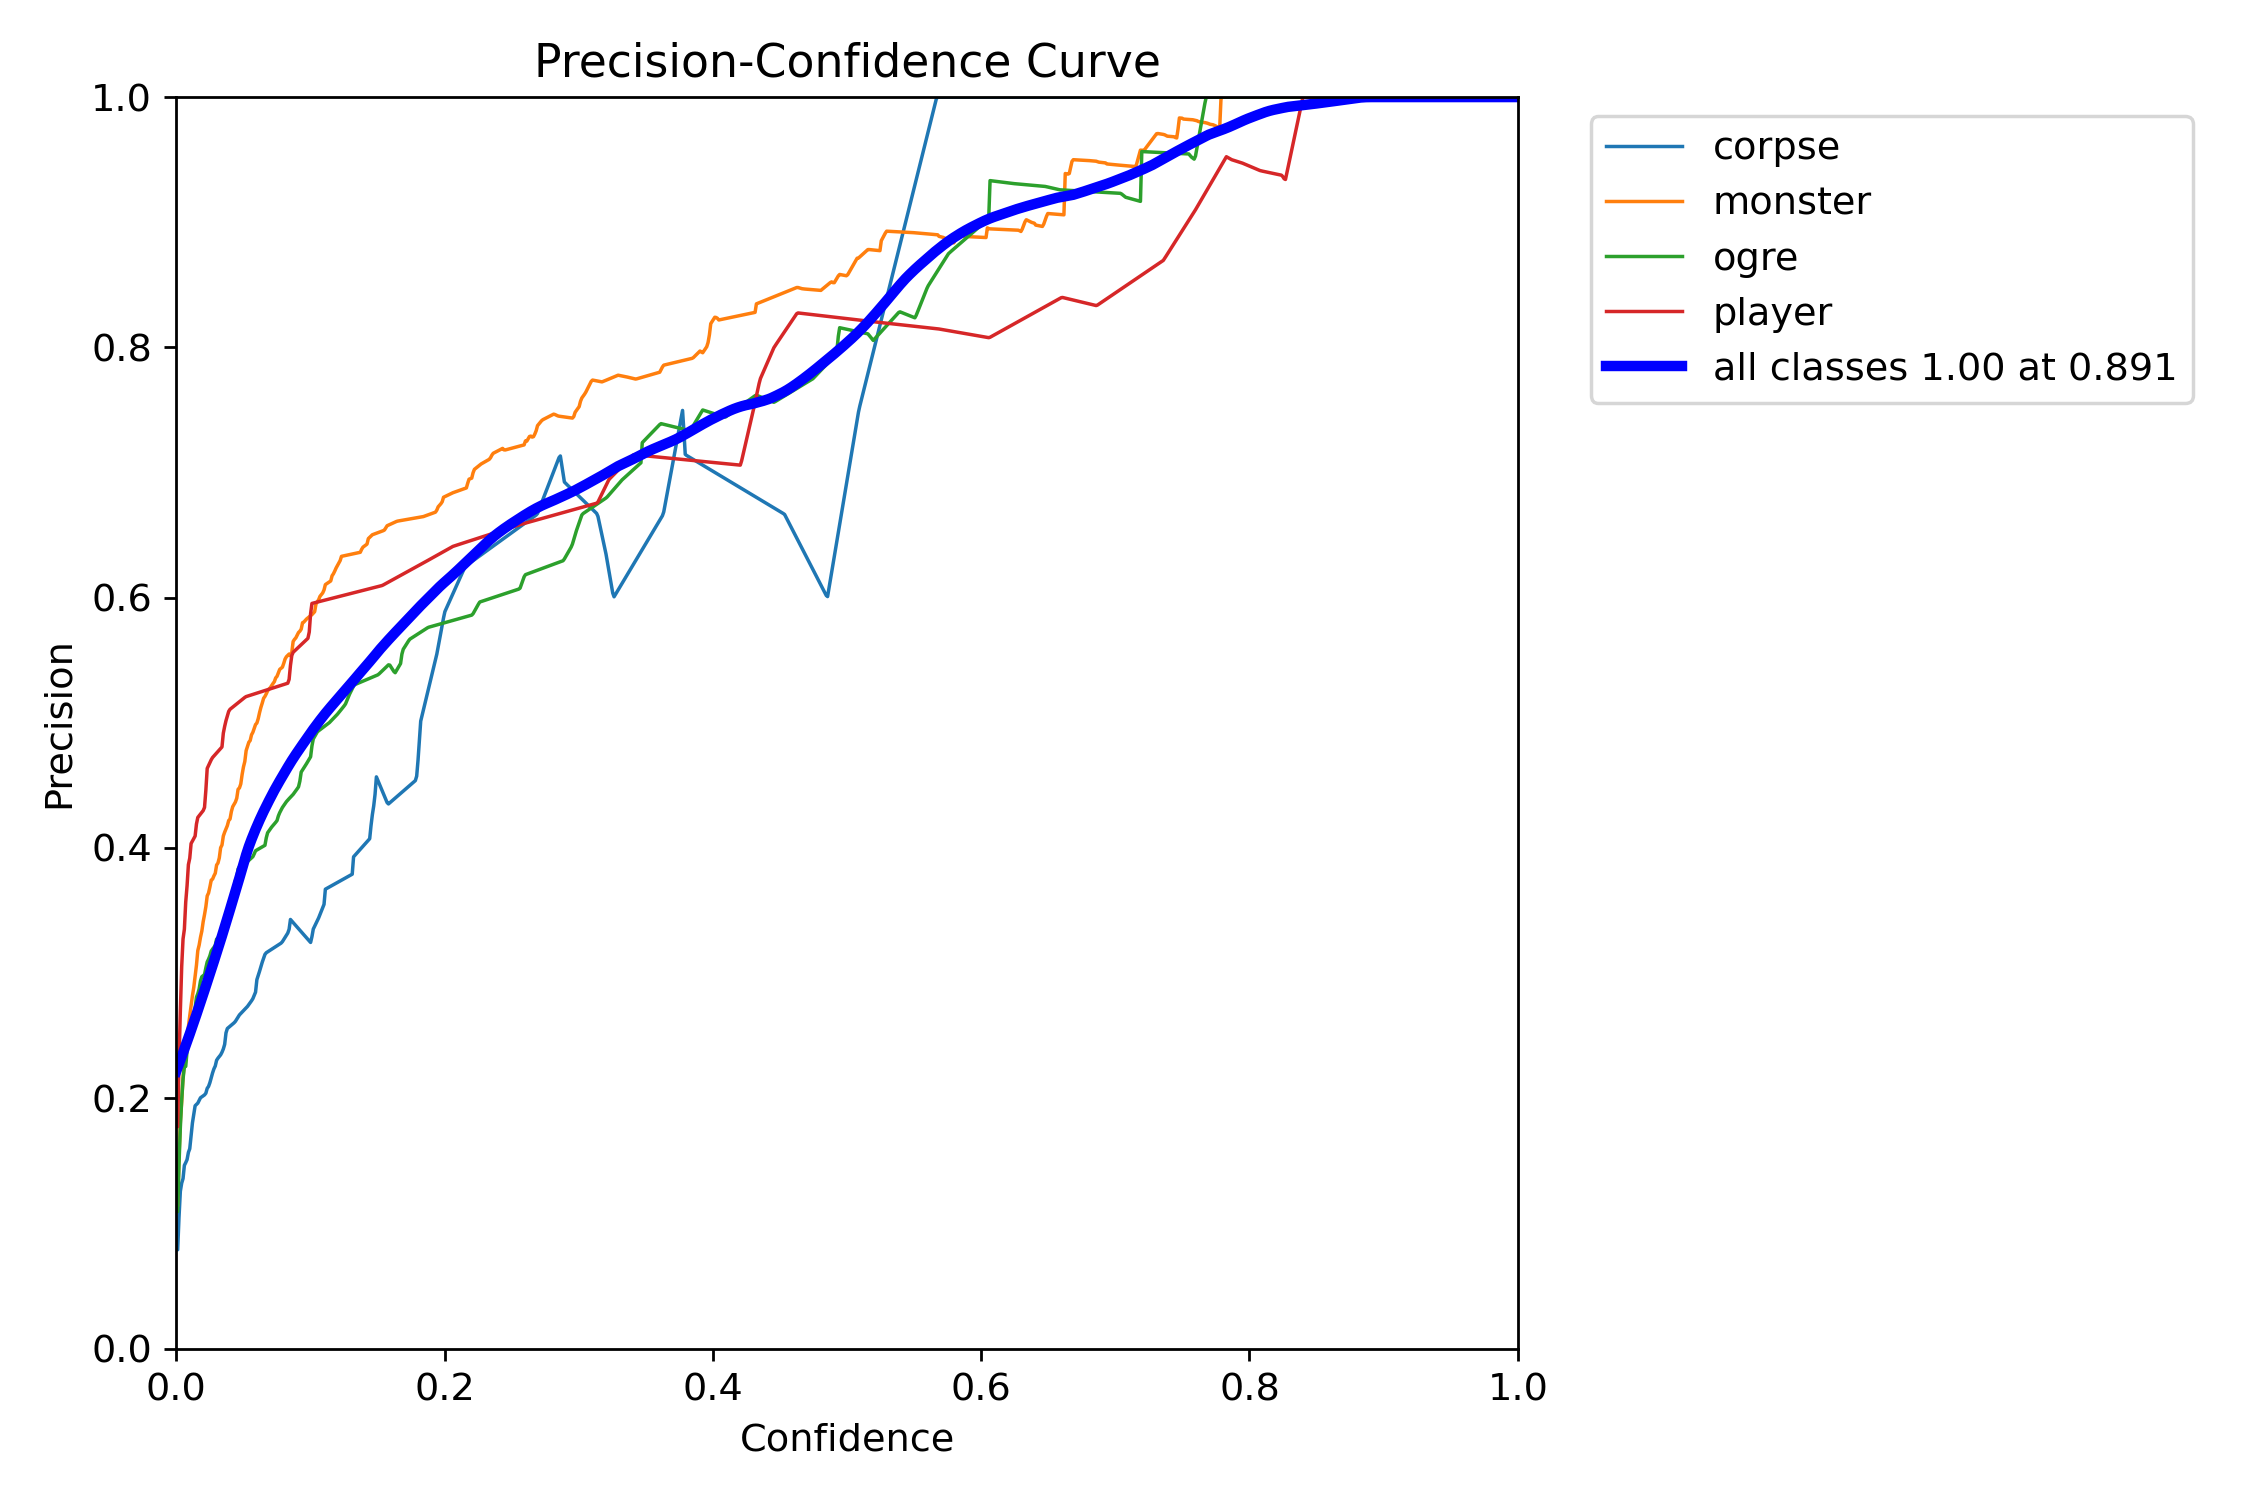 Precision-Confidence Curve
1.0
0.8
0.6
0.4
0.2
0.0
Precision
0.0 0.2 0.4 0.6 0.8 1.0
Confidence
corpse
monster
ogre
player
all classes 1.00 at 0.891